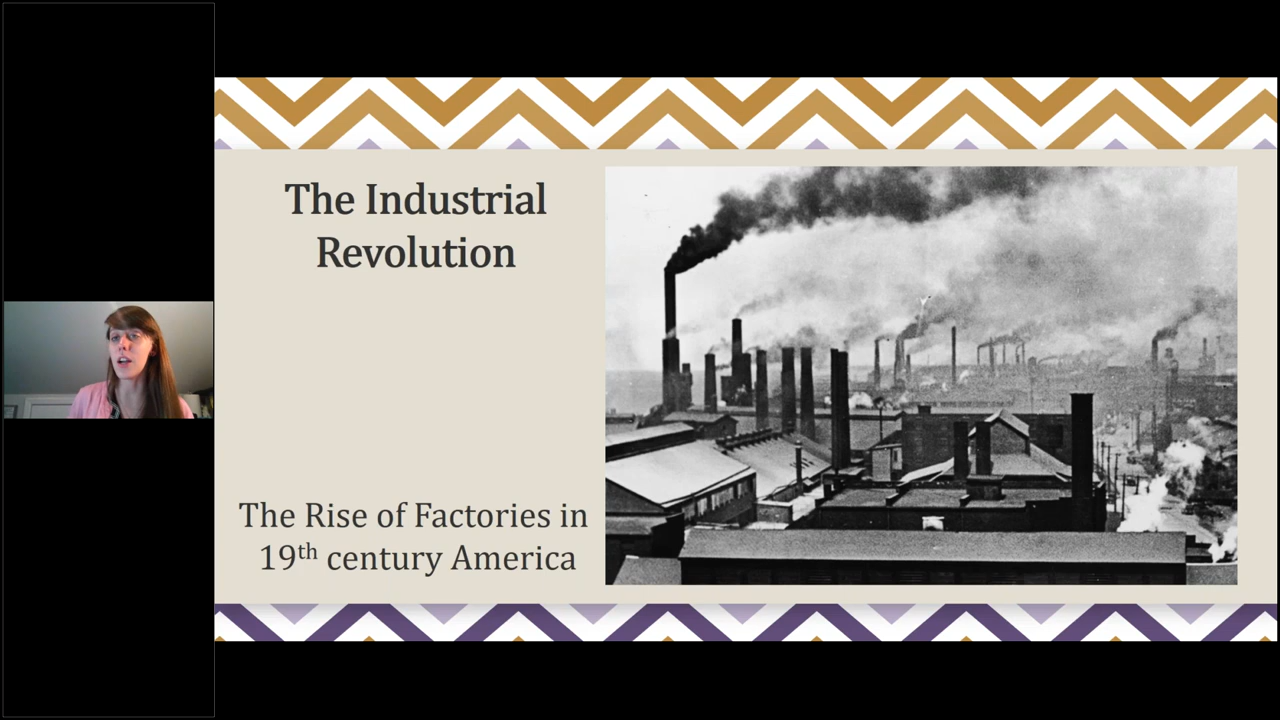 The Industrial
Revolution
The Rise of Factories in
19th century America